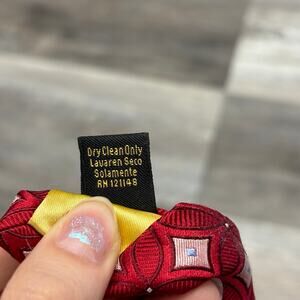 Dry Clean Only
Lavaren Seco
Solamente
RN 121148